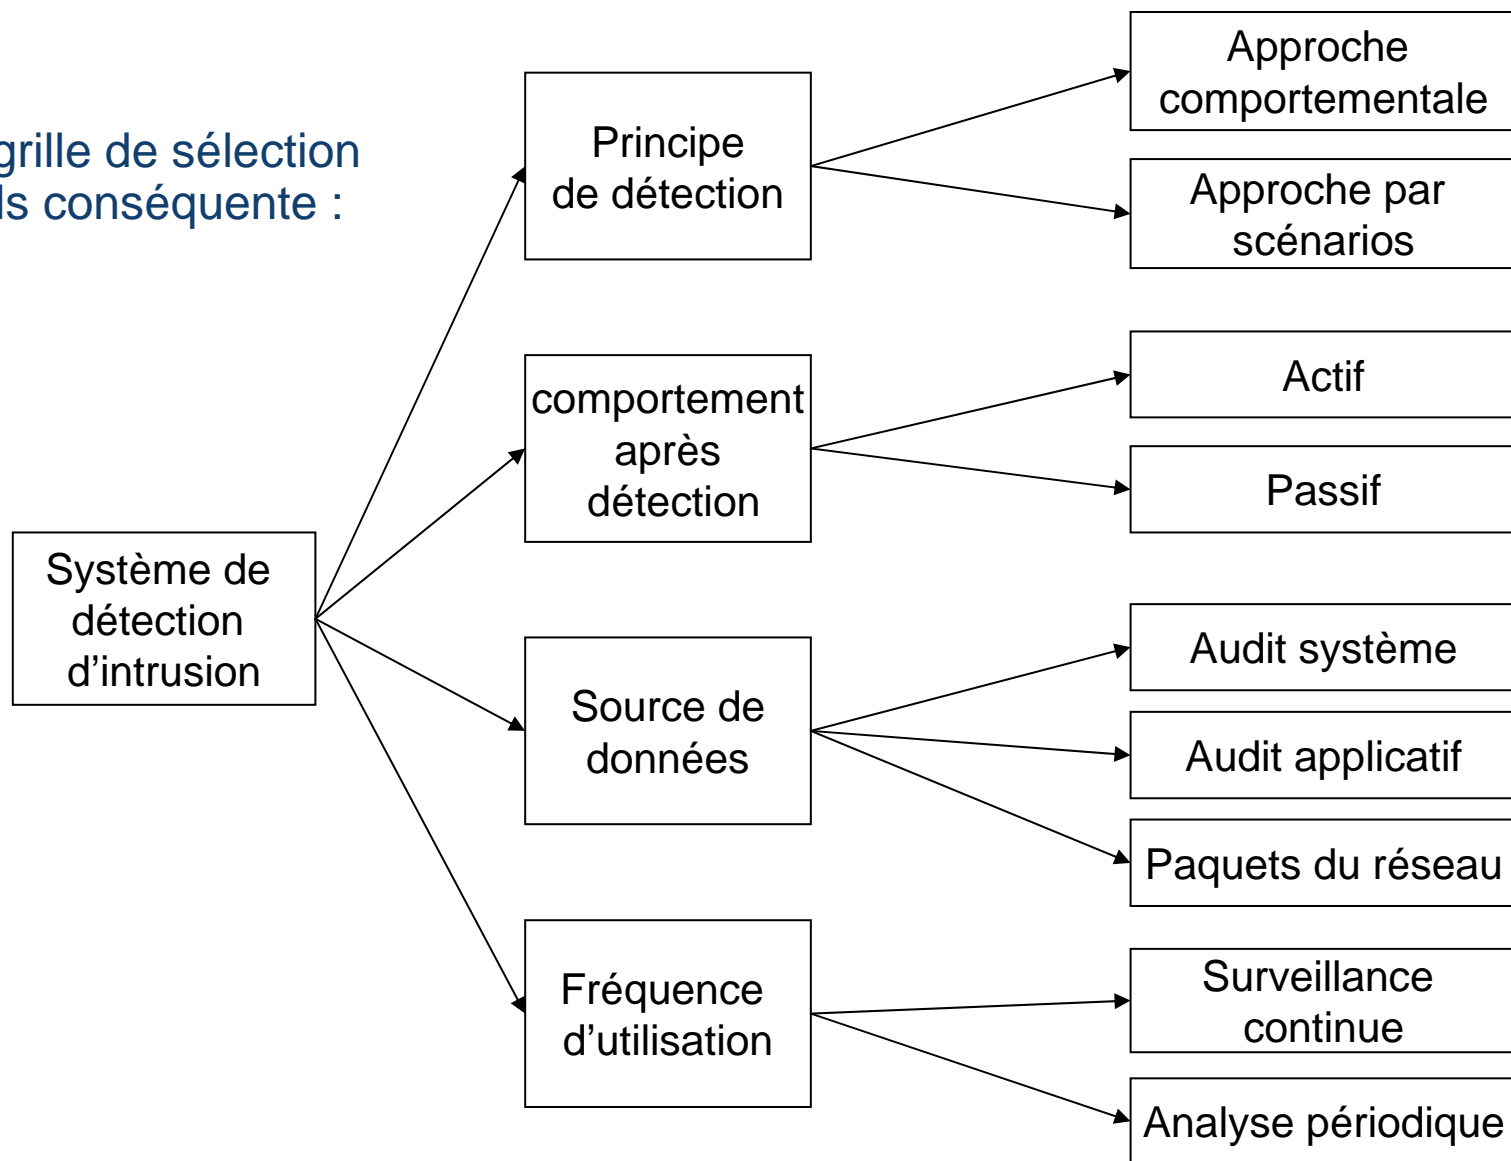 grille de sélection
conséquente :
Système de
détection
d’intrusion
Principe
de détection
comportement
après
détection
Source de
données
Fréquence
d’utilisation
Approche
comportementale
Approche par
scénarios
Actif
Passif
Audit système
Audit applicatif
Paquets du réseau
Surveillance
continue
Analyse périodique